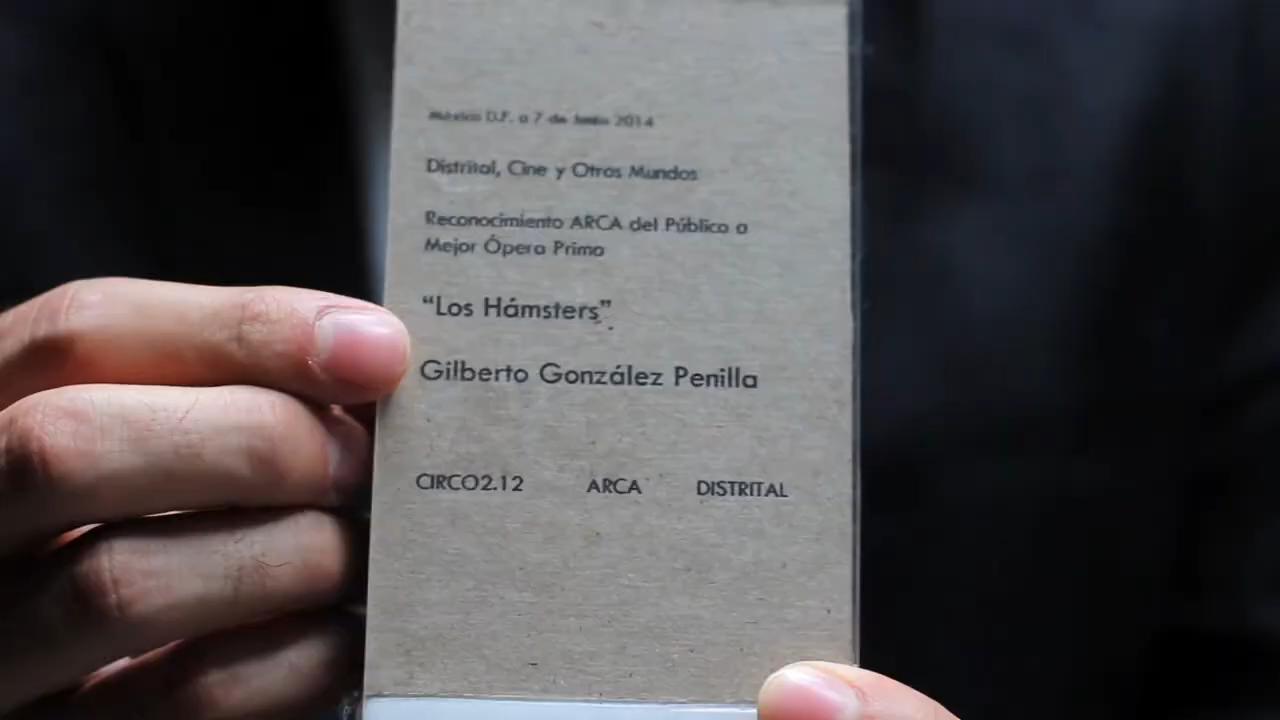 México D.F. a 7 de Junio 2014
Distrital, Cine y Otros Mundos
Reconocimiento ARCA del Público a
Mejor Ópera Prima
“Los Hámsters”
Gilberto González Penilla
CIRCO2.12 ARCA DISTRITAL